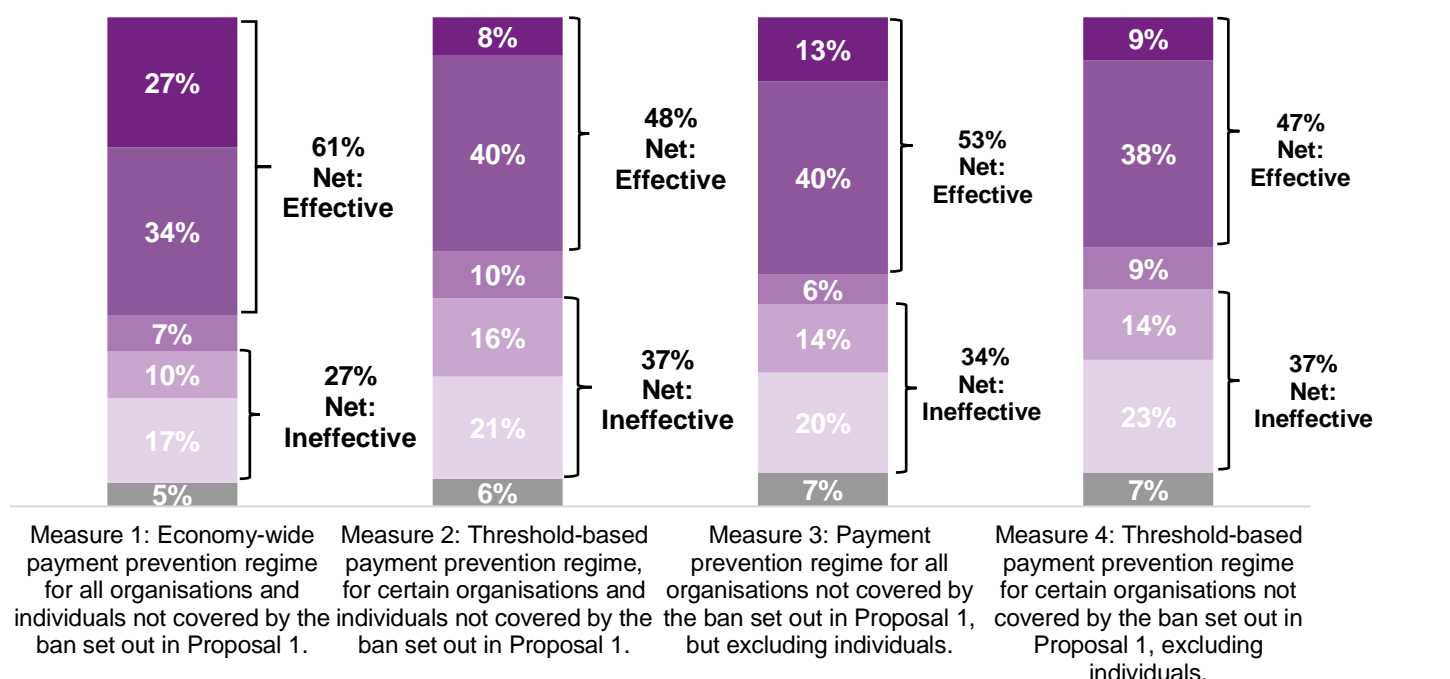 27%
34%
7%
10%
17%
5%
61%
Net:
Effective
27%
Net:
Ineffective
8%
40%
10%
16%
21%
6%
48%
Net:
Effective
37%
Net:
Ineffective
13%
40%
6%
14%
20%
7%
53%
Net:
Effective
34%
Net:
Ineffective
9%
38%
9%
14%
23%
7%
47%
Net:
Effective
37%
Net:
Ineffective
Measure 1: Economy-wide
payment prevention regime
for all organisations and
individuals not covered by the
ban set out in Proposal 1.
Measure 2: Threshold-based
payment prevention regime,
for certain organisations and
individuals not covered by the
ban set out in Proposal 1.
Measure 3: Payment
prevention regime for all
organisations not covered by
the ban set out in Proposal 1,
but excluding individuals.
Measure 4: Threshold-based
payment prevention regime
for certain organisations not
covered by the ban set out in
Proposal 1, excluding
individuals.